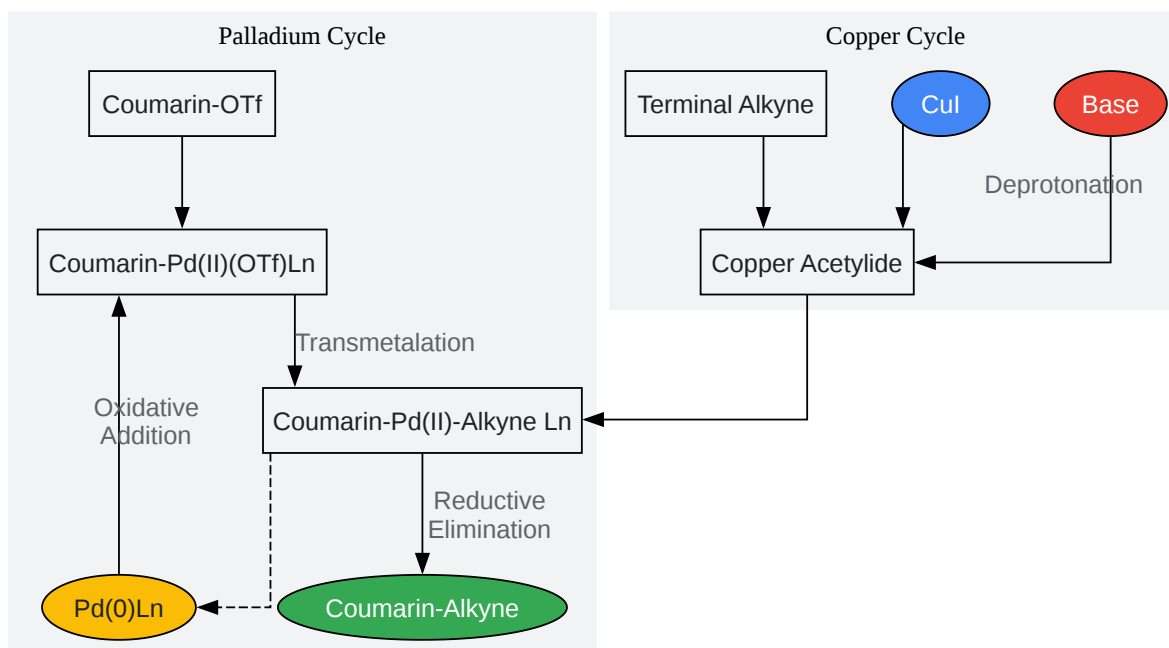 Palladium Cycle
Copper Cycle
Coumarin-OTf
Terminal Alkyne
CuI
Base
Deprotonation
Coumarin-Pd(II)(OTf)Ln
Copper Acetylide
Transmetalation
Oxidative
Addition
Coumarin-Pd(II)-Alkyne Ln
Reductive
Elimination
Pd(0)Ln
Coumarin-Alkyne